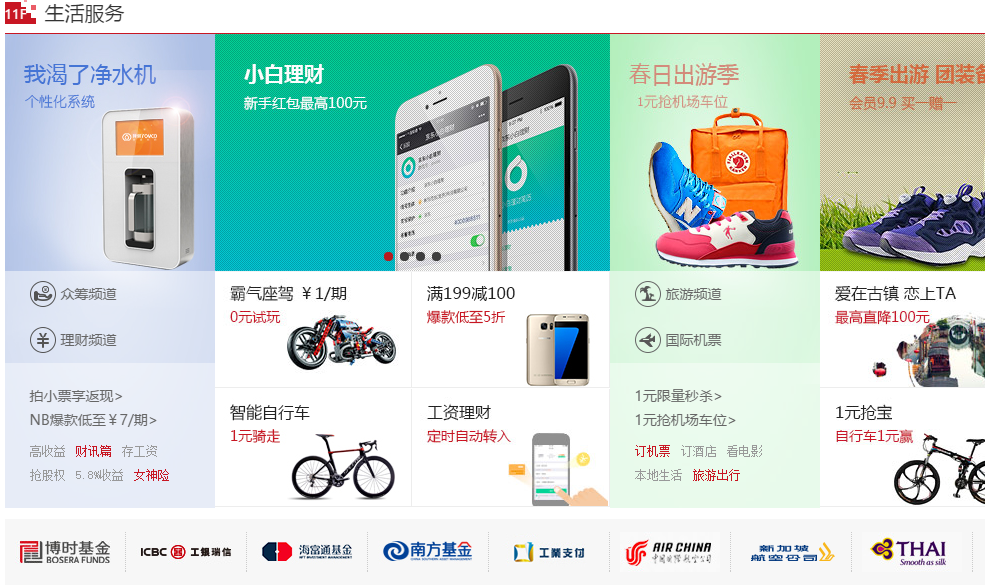 11F 生活服务
我渴了净水机
个性化系统
小白理财
新手红包最高100元
春日出游季
1元抢机场车位
春季出游 团装备
会员9.9 买一赠一
众筹频道
理财频道
拍小票享返现>
NB爆款低至￥7/期>
高收益 财讯篇 存工资
抢股权 5.8%收益 女神险
霸气座驾 ￥1/期
0元试玩
满199减100
爆款低至5折
智能自行车
1元骑走
工资理财
定时自动转入
旅游频道
国际机票
1元限量秒杀>
1元抢机场车位>
订机票 订酒店 看电影
本地生活 旅游出行
爱在古镇 恋上TA
最高直降100元
1元抢宝
自行车1元赢
博时基金
BOSERA FUNDS
ICBC 工银瑞信
海富通基金
南方基金
工业支付
AIR CHINA
中国国际航空公司
新加坡
航空公司
THAI
Smooth as silk